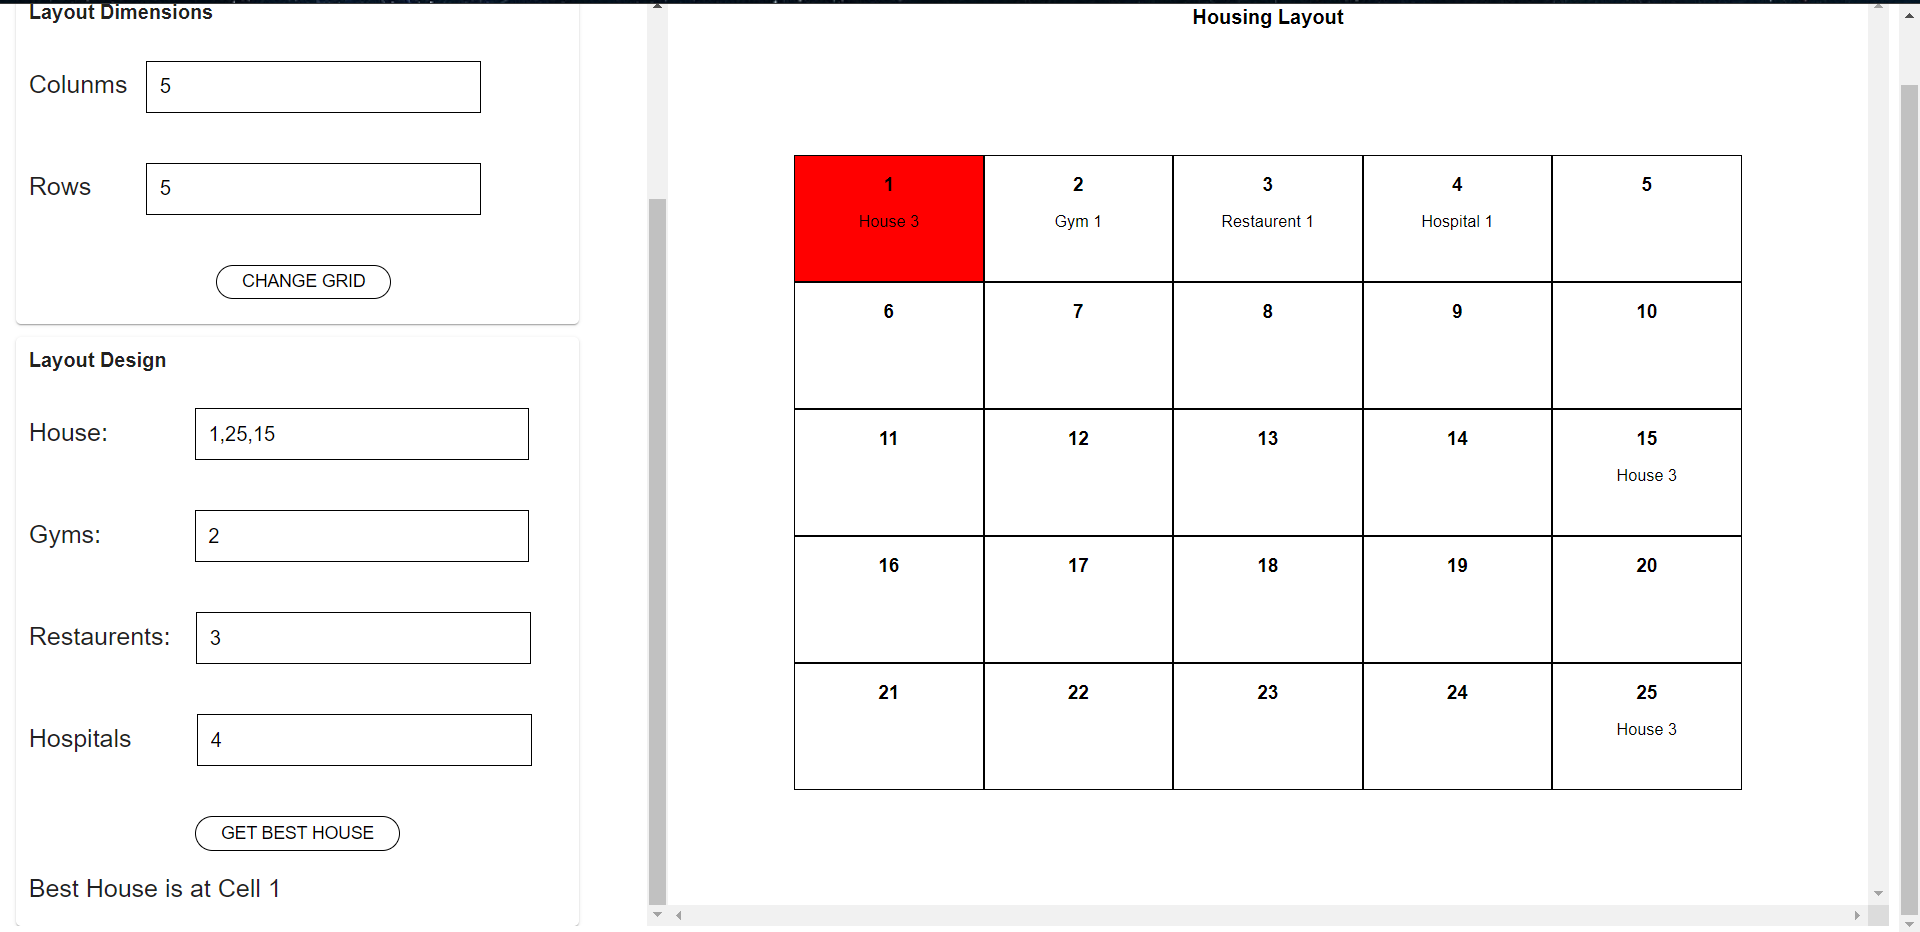 Layout Dimensions
Colunms 5
Rows 5
CHANGE GRID
Layout Design
House: 1,25,15
Gyms: 2
Restaurents: 3
Hospitals 4
GET BEST HOUSE
Best House is at Cell 1
Housing Layout
1 2 3 4 5
House 3 Gym 1 Restaurent 1 Hospital 1
6 7 8 9 10
11 12 13 14 15
House 3
16 17 18 19 20
21 22 23 24 25
House 3